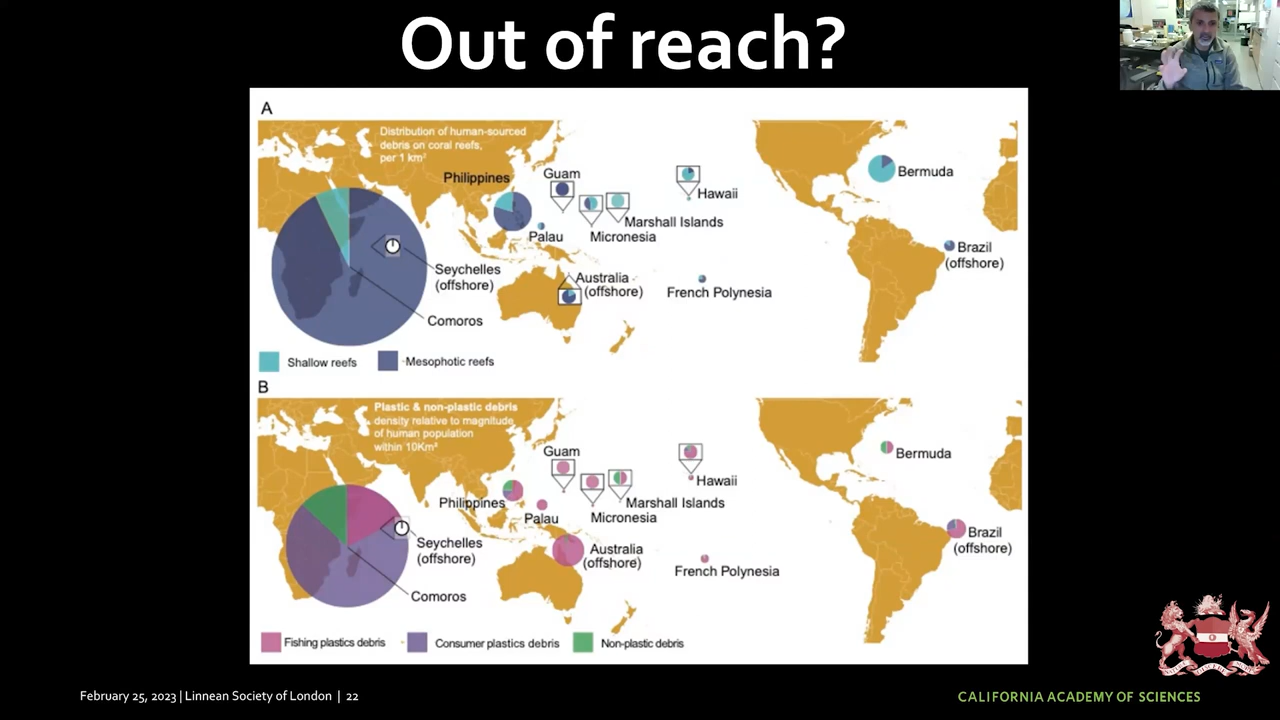 Out of reach?
A
Distribution of human-sourced
debris on coral reefs,
per 1 km²
Philippines
Guam
Hawaii
Bermuda
Marshall Islands
Palau
Micronesia
Brazil
(offshore)
Seychelles
(offshore)
Australia
(offshore)
French Polynesia
Comoros
Shallow reefs
Mesophotic reefs
B
Plastic & non-plastic debris
density relative to magnitude
of human population
within 10Km²
Guam
Bermuda
Hawaii
Philippines
Marshall Islands
Palau
Micronesia
Brazil
(offshore)
Seychelles
(offshore)
Australia
(offshore)
French Polynesia
Comoros
Fishing plastics debris
Consumer plastics debris
Non-plastic debris
February 25, 2023 | Linnean Society of London | 22
CALIFORNIA ACADEMY OF SCIENCES